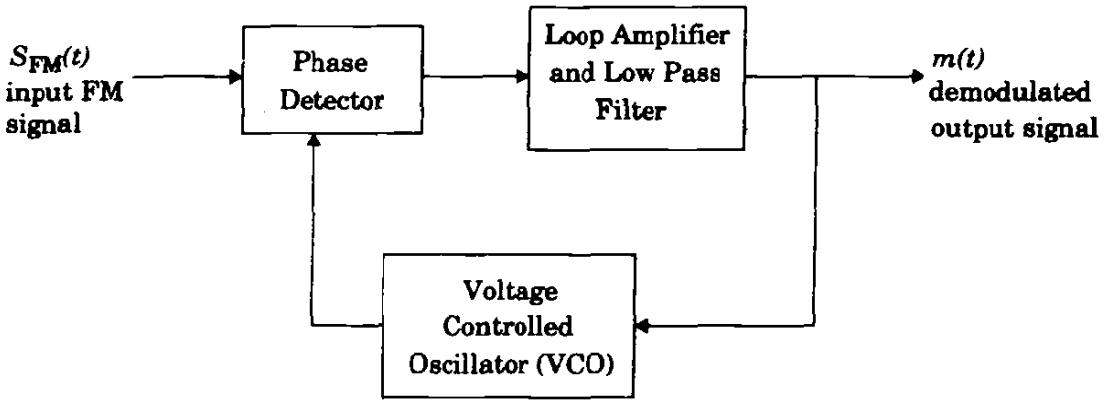 S_FM(t)
input FM
signal
Phase
Detector
Loop Amplifier
and Low Pass
Filter
m(t)
demodulated
output signal
Voltage
Controlled
Oscillator (VCO)